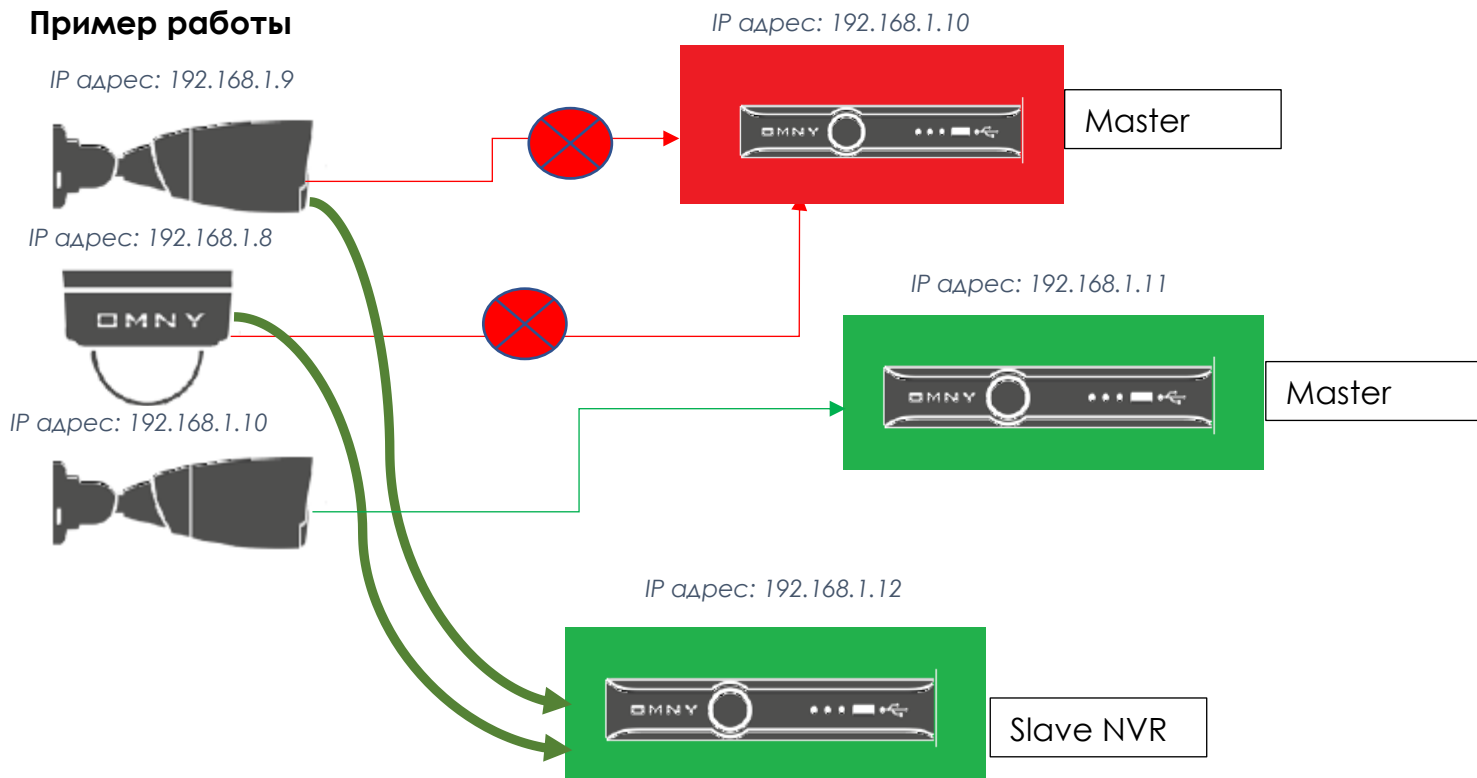 Пример работы
IP адрес: 192.168.1.10
IP адрес: 192.168.1.9
OMNY
Master
IP адрес: 192.168.1.8
OMNY
IP адрес: 192.168.1.11
OMNY
Master
IP адрес: 192.168.1.10
IP адрес: 192.168.1.12
OMNY
Slave NVR